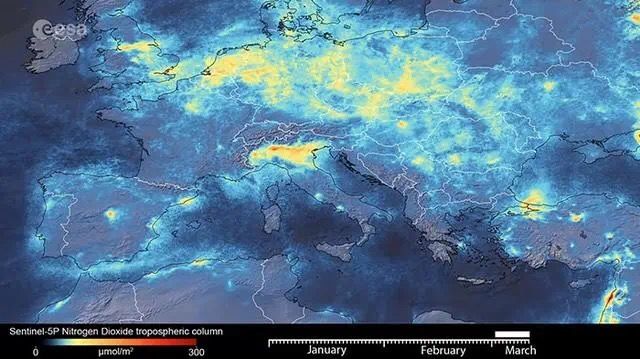 esa
Sentinel-5P Nitrogen Dioxide tropospheric column
0 μmol/m² 300
January February March